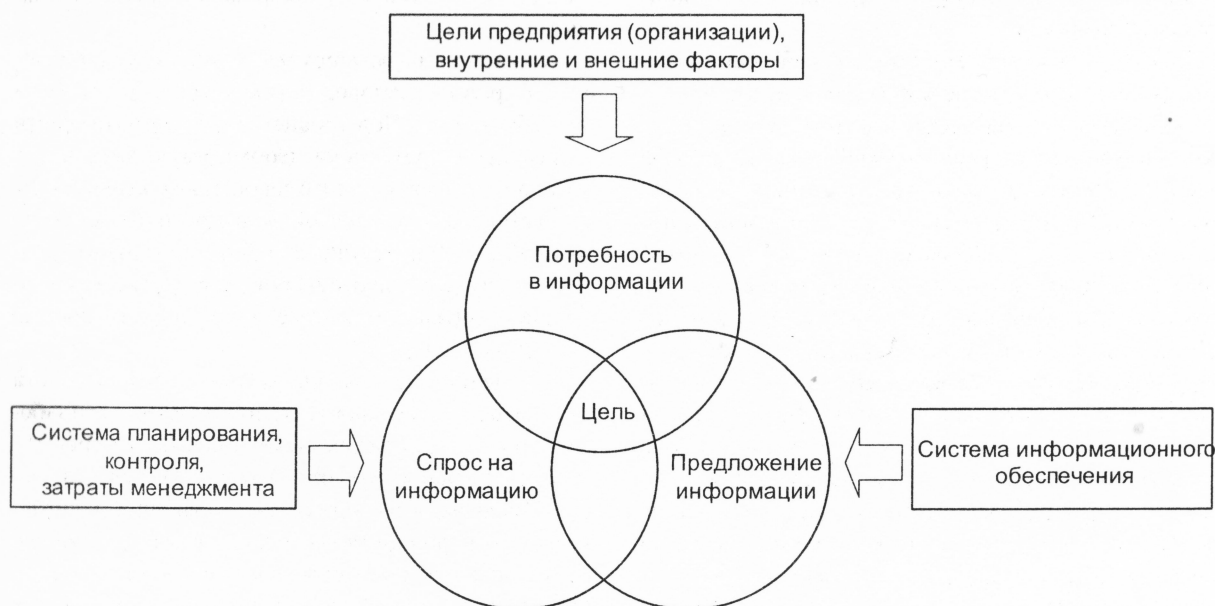 Цели предприятия (организации),
внутренние и внешние факторы
Потребность
в информации
Цель
Система планирования,
контроля,
затраты менеджмента
Спрос на
информацию
Предложение
информации
Система информационного
обеспечения